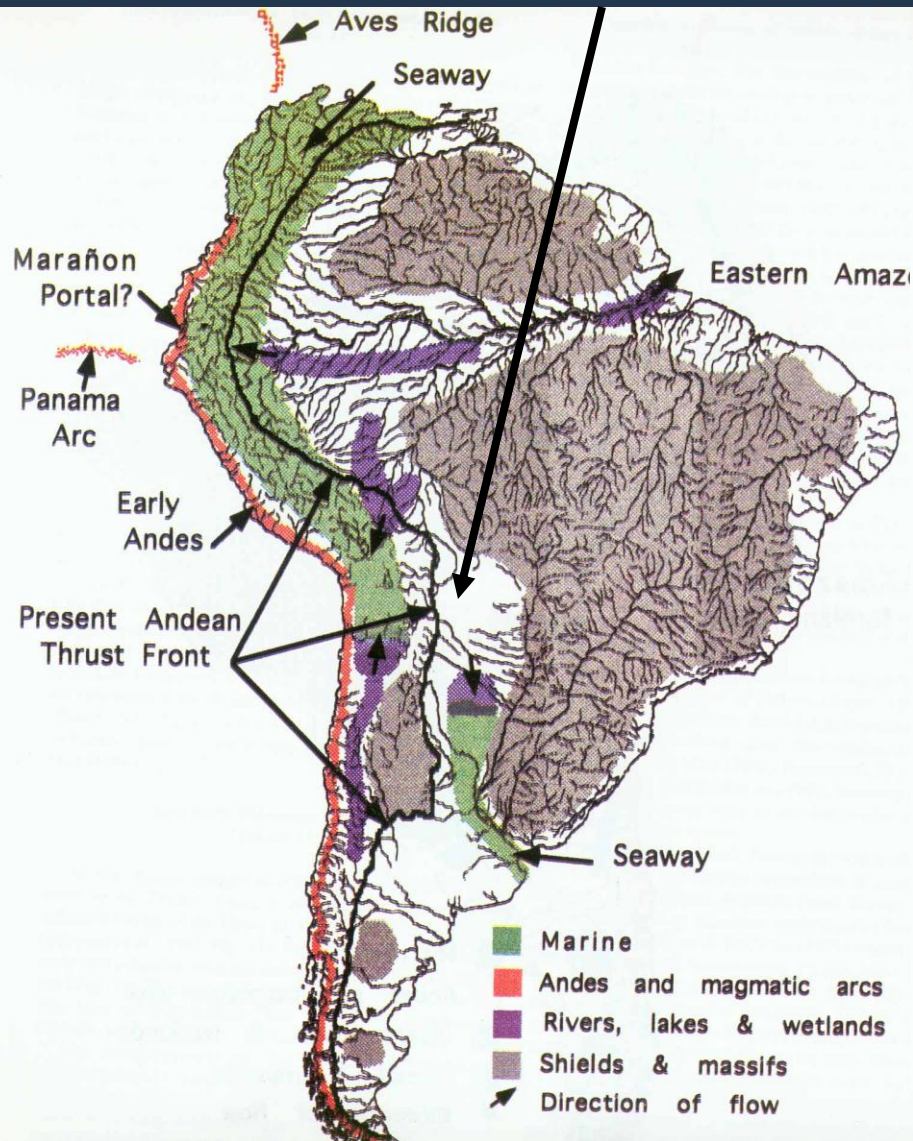 Aves Ridge
Seaway
Marañon
Portal?
Eastern Amaz
Panama
Arc
Early
Andes
Present Andean
Thrust Front
Seaway
Marine
Andes and magmatic arcs
Rivers, lakes & wetlands
Shields & massifs
Direction of flow